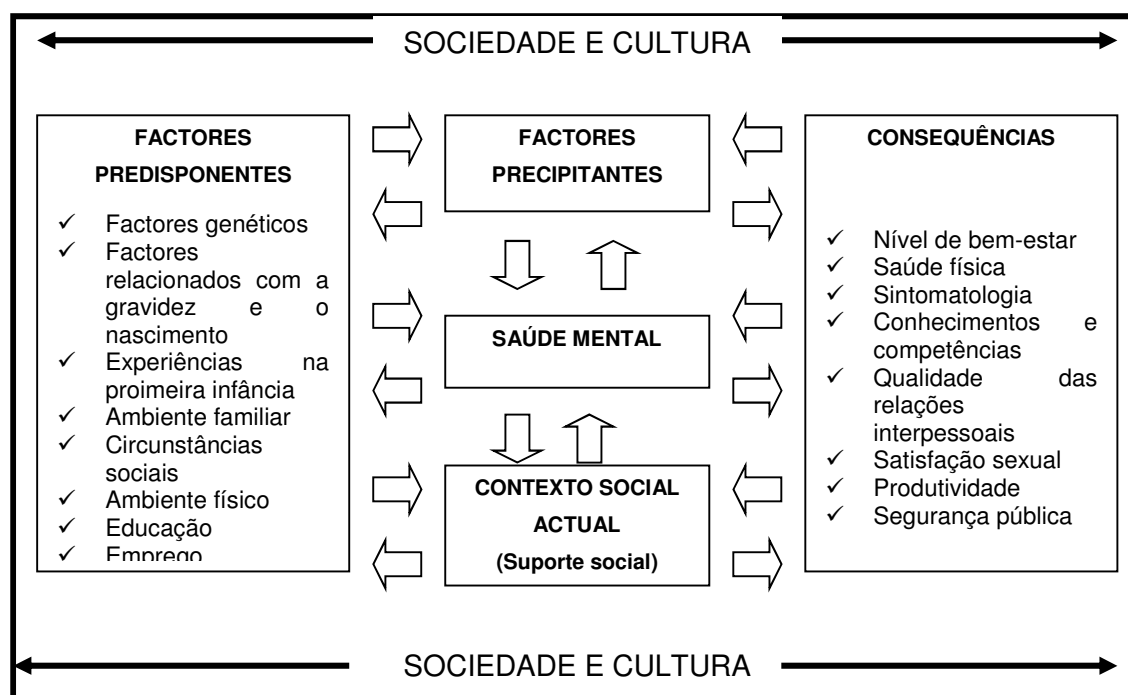 SOCIEDADE E CULTURA
FACTORES
PREDISPONENTES
✓ Factores genéticos
✓ Factores
relacionados com a
gravidez e o
nascimento
✓ Experiências na
proimeira infância
✓ Ambiente familiar
✓ Circunstâncias
sociais
✓ Ambiente físico
✓ Educação
✓ Emprego
FACTORES
PRECIPITANTES
SAÚDE MENTAL
CONTEXTO SOCIAL
ACTUAL
(Suporte social)
CONSEQUÊNCIAS
✓ Nível de bem-estar
✓ Saúde física
✓ Sintomatologia
✓ Conhecimentos e
competências
✓ Qualidade das
relações
interpessoais
✓ Satisfação sexual
✓ Produtividade
✓ Segurança pública
SOCIEDADE E CULTURA